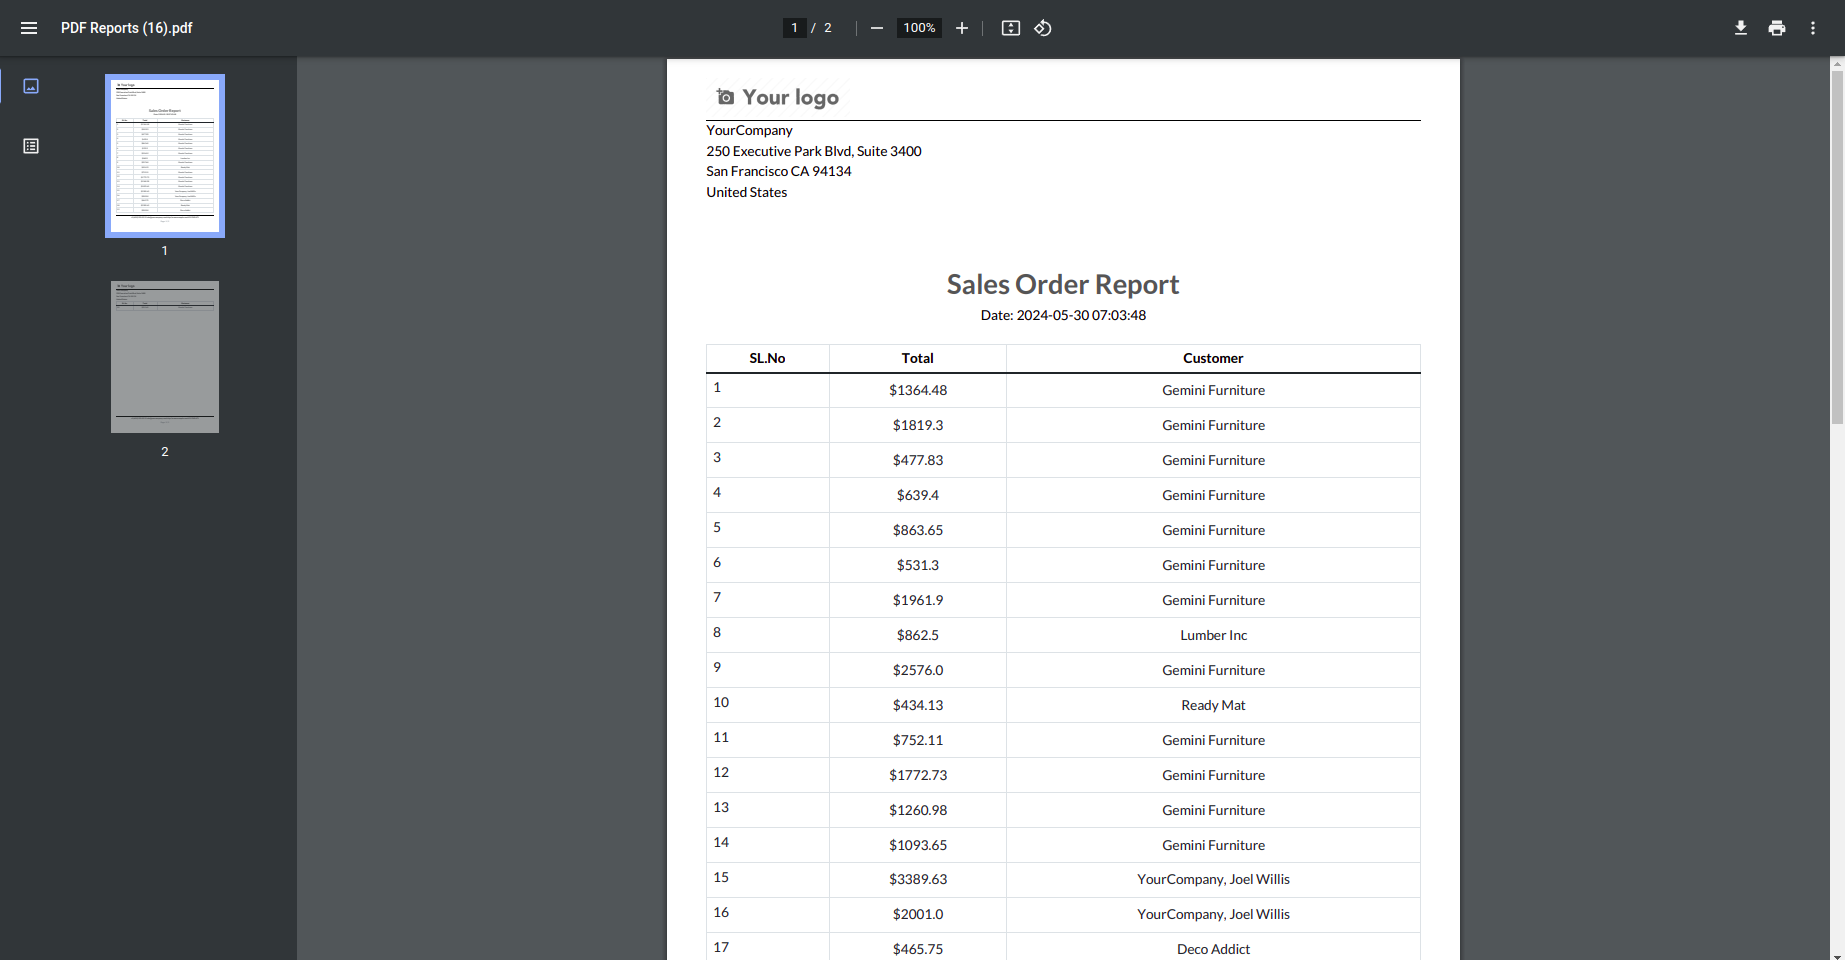 PDF Reports (16).pdf
1 / 2
100%
1
2
Your logo
YourCompany
250 Executive Park Blvd, Suite 3400
San Francisco CA 94134
United States
Sales Order Report
Date: 2024-05-30 07:03:48
SL.No Total Customer
1 $1364.48 Gemini Furniture
2 $1819.3 Gemini Furniture
3 $477.83 Gemini Furniture
4 $639.4 Gemini Furniture
5 $863.65 Gemini Furniture
6 $531.3 Gemini Furniture
7 $1961.9 Gemini Furniture
8 $862.5 Lumber Inc
9 $2576.0 Gemini Furniture
10 $434.13 Ready Mat
11 $752.11 Gemini Furniture
12 $1772.73 Gemini Furniture
13 $1260.98 Gemini Furniture
14 $1093.65 Gemini Furniture
15 $3389.63 YourCompany, Joel Willis
16 $2001.0 YourCompany, Joel Willis
17 $465.75 Deco Addict